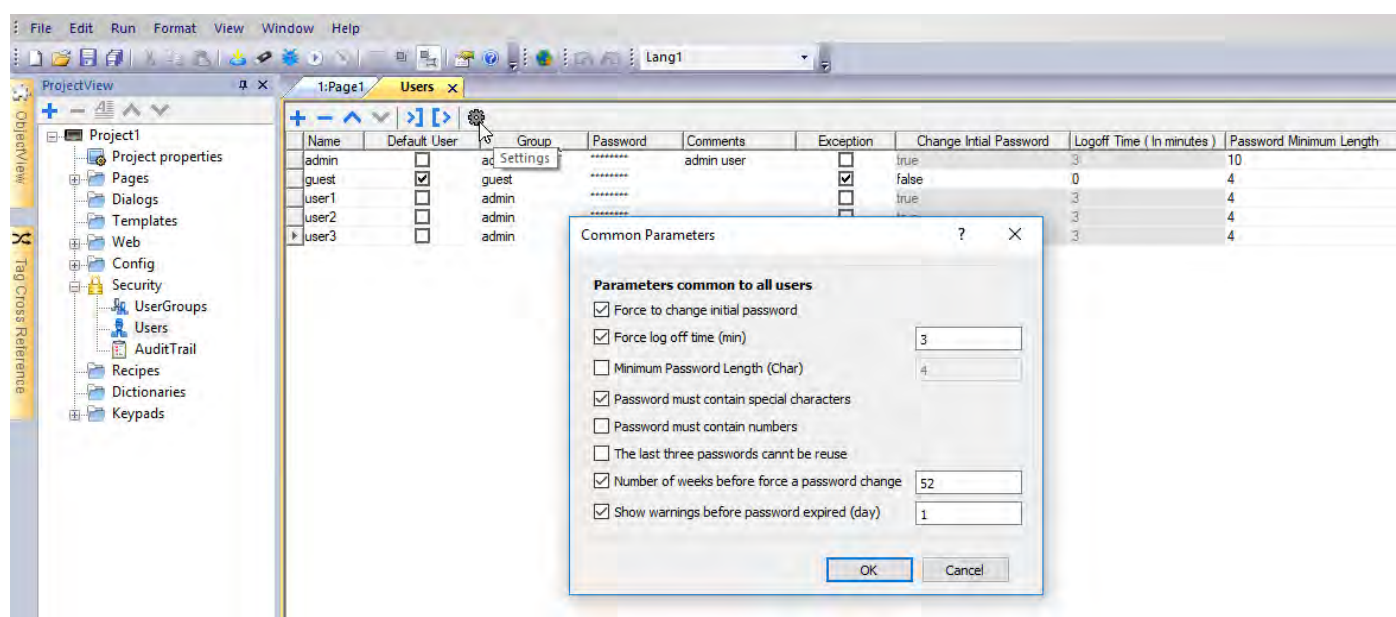 File Edit Run Format View Window Help
Lang1
ProjectView
1:Page1 Users
ObjectView
Tag Cross Reference
Project1
Project properties
Pages
Dialogs
Templates
Web
Config
Security
UserGroups
Users
AuditTrail
Recipes
Dictionaries
Keypads
Name Default User Group Password Comments Exception Change Intial Password Logoff Time ( In minutes ) Password Minimum Length
admin ******** admin user true 3 10
Settings
guest guest ******** false 0 4
user1 admin ******** true 3 4
user2 admin ******** 3 4
user3 admin 3 4
Common Parameters ?
Parameters common to all users
Force to change initial password
Force log off time (min) 3
Minimum Password Length (Char) 4
Password must contain special characters
Password must contain numbers
The last three passwords cannt be reuse
Number of weeks before force a password change 52
Show warnings before password expired (day) 1
OK Cancel